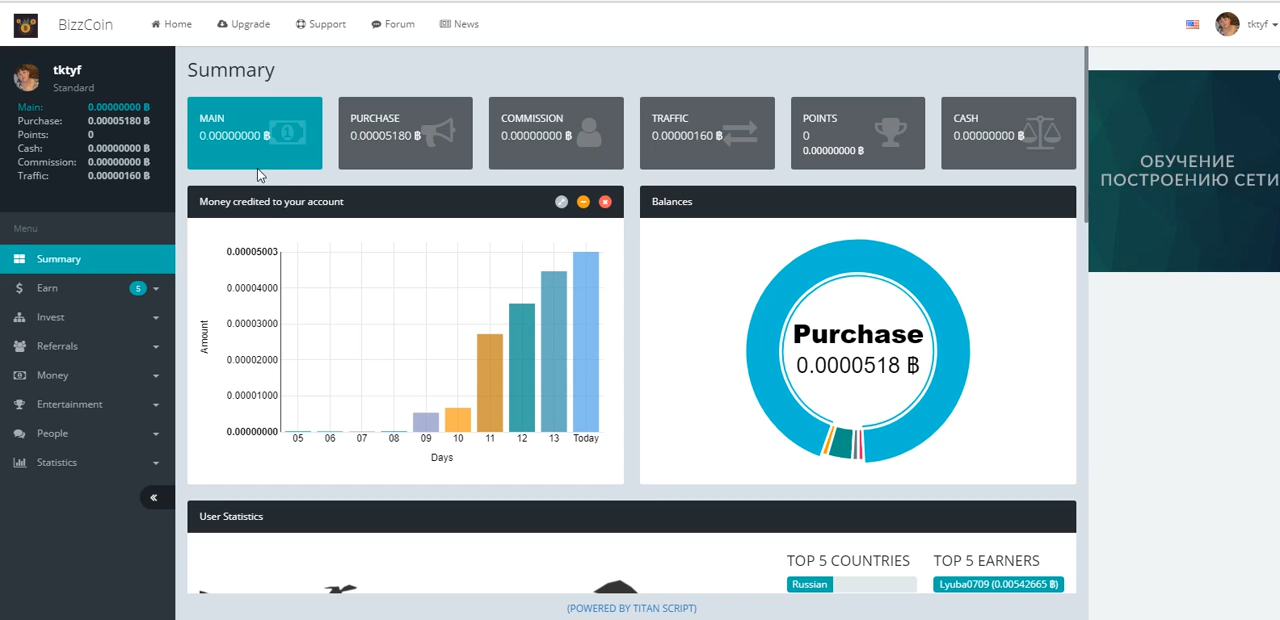 BizzCoin
Home
Upgrade
Support
Forum
News
tktyf
tktyf
Standard
Main: 0.00000000 ฿
Purchase: 0.00005180 ฿
Points: 0
Cash: 0.00000000 ฿
Commission: 0.00000000 ฿
Traffic: 0.00000160 ฿
Menu
Summary
Earn 5
Invest
Referrals
Money
Entertainment
People
Statistics
Summary
MAIN
0.00000000 ฿
PURCHASE
0.00005180 ฿
COMMISSION
0.00000000 ฿
TRAFFIC
0.00000160 ฿
POINTS
0
0.00000000 ฿
CASH
0.00000000 ฿
Money credited to your account
0.00005003
0.00004000
0.00003000
0.00002000
0.00001000
0.00000000
Amount
05 06 07 08 09 10 11 12 13 Today
Days
Balances
Purchase
0.0000518 ฿
User Statistics
TOP 5 COUNTRIES
Russian
TOP 5 EARNERS
Lyuba0709 (0.00542665 ฿)
(POWERED BY TITAN SCRIPT)
ОБУЧЕНИЕ
ПОСТРОЕНИЮ СЕТИ